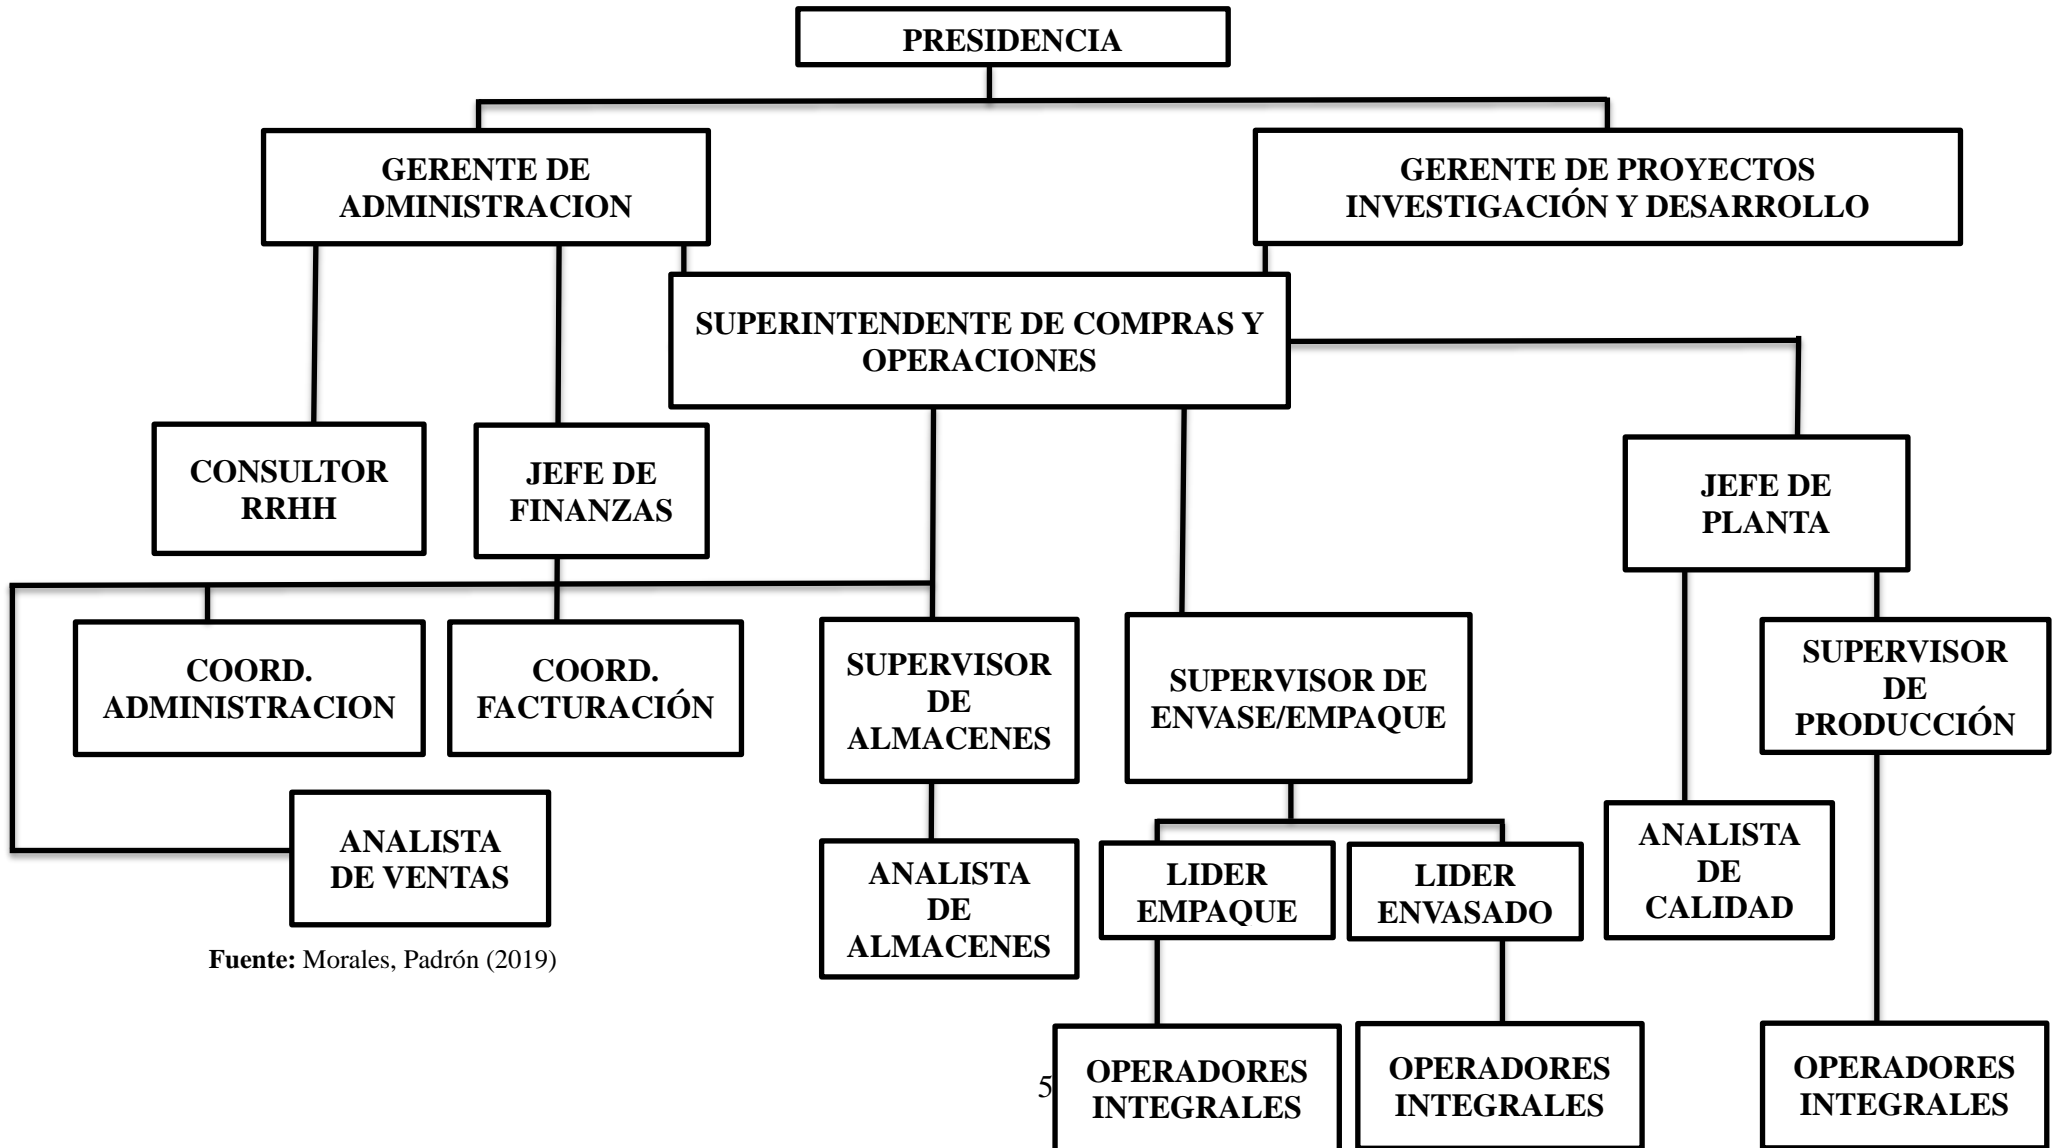 PRESIDENCIA
GERENTE DE
ADMINISTRACION
GERENTE DE PROYECTOS
INVESTIGACIÓN Y DESARROLLO
SUPERINTENDENTE DE COMPRAS Y
OPERACIONES
CONSULTOR
RRHH
JEFE DE
FINANZAS
JEFE DE
PLANTA
COORD.
ADMINISTRACION
COORD.
FACTURACIÓN
SUPERVISOR
DE
ALMACENES
SUPERVISOR DE
ENVASE/EMPAQUE
SUPERVISOR
DE
PRODUCCIÓN
ANALISTA
DE VENTAS
ANALISTA
DE
ALMACENES
LIDER
EMPAQUE
LIDER
ENVASADO
ANALISTA
DE
CALIDAD
Fuente: Morales, Padrón (2019)
OPERADORES
INTEGRALES
OPERADORES
INTEGRALES
OPERADORES
INTEGRALES
5